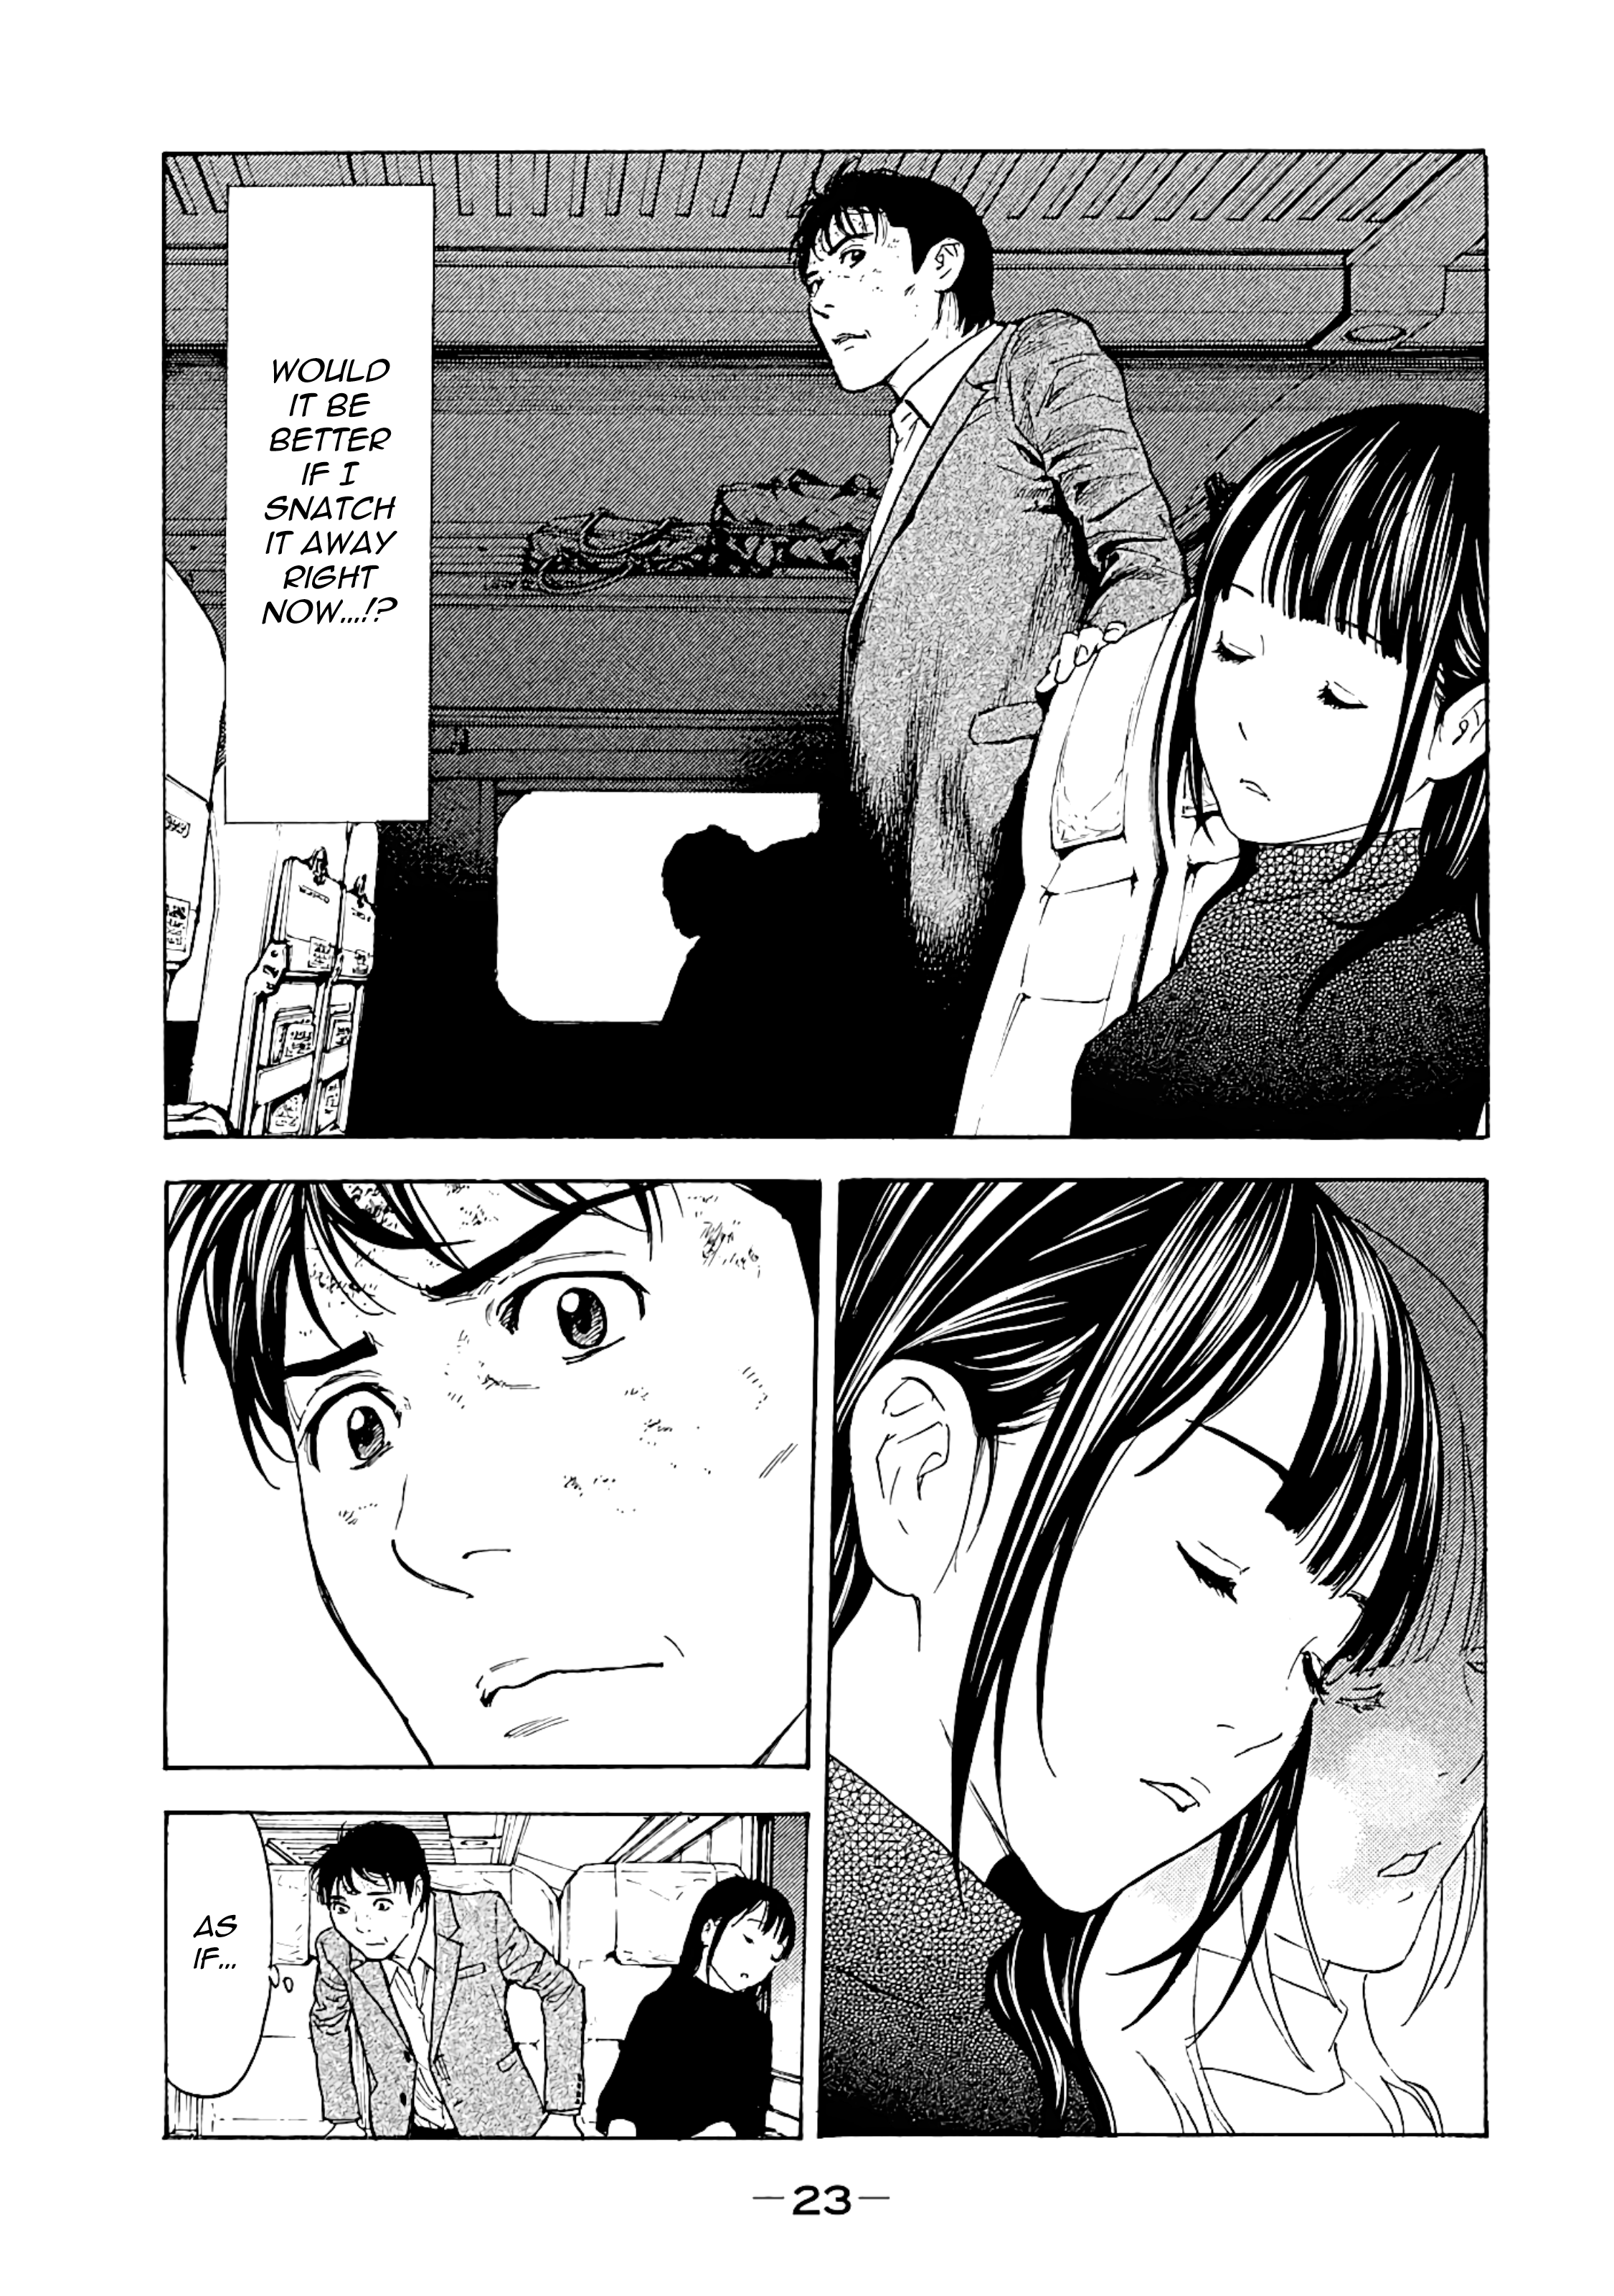 WOULD
IT BE
BETTER
IF I
SNATCH
IT AWAY
RIGHT
NOW...!?
AS
IF...
—23—